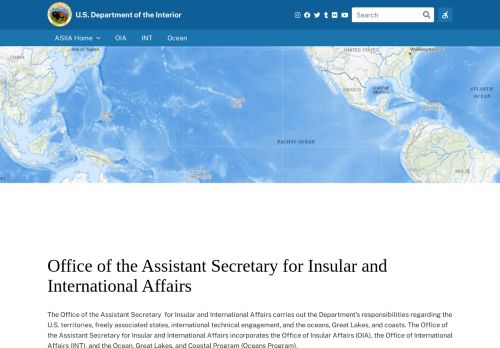 U.S. Department of the Interior
Search
ASIIA Home
OIA
INT
Ocean
Sea of Japan
CHINA
UNITED STATES
Washington
Gulf of
Mexico
MEXICO
ATLANTIC
OCEAN
PACIFIC OCEAN
BRAZIL
Office of the Assistant Secretary for Insular and
International Affairs
The Office of the Assistant Secretary for Insular and International Affairs carries out the Department's responsibilities regarding the
U.S. territories, freely associated states, international technical engagement, and the oceans, Great Lakes, and coasts. The Office of
the Assistant Secretary for Insular and International Affairs incorporates the Office of Insular Affairs (OIA), the Office of International
Affairs (INT), and the Ocean, Great Lakes, and Coastal Program (Oceans Program).